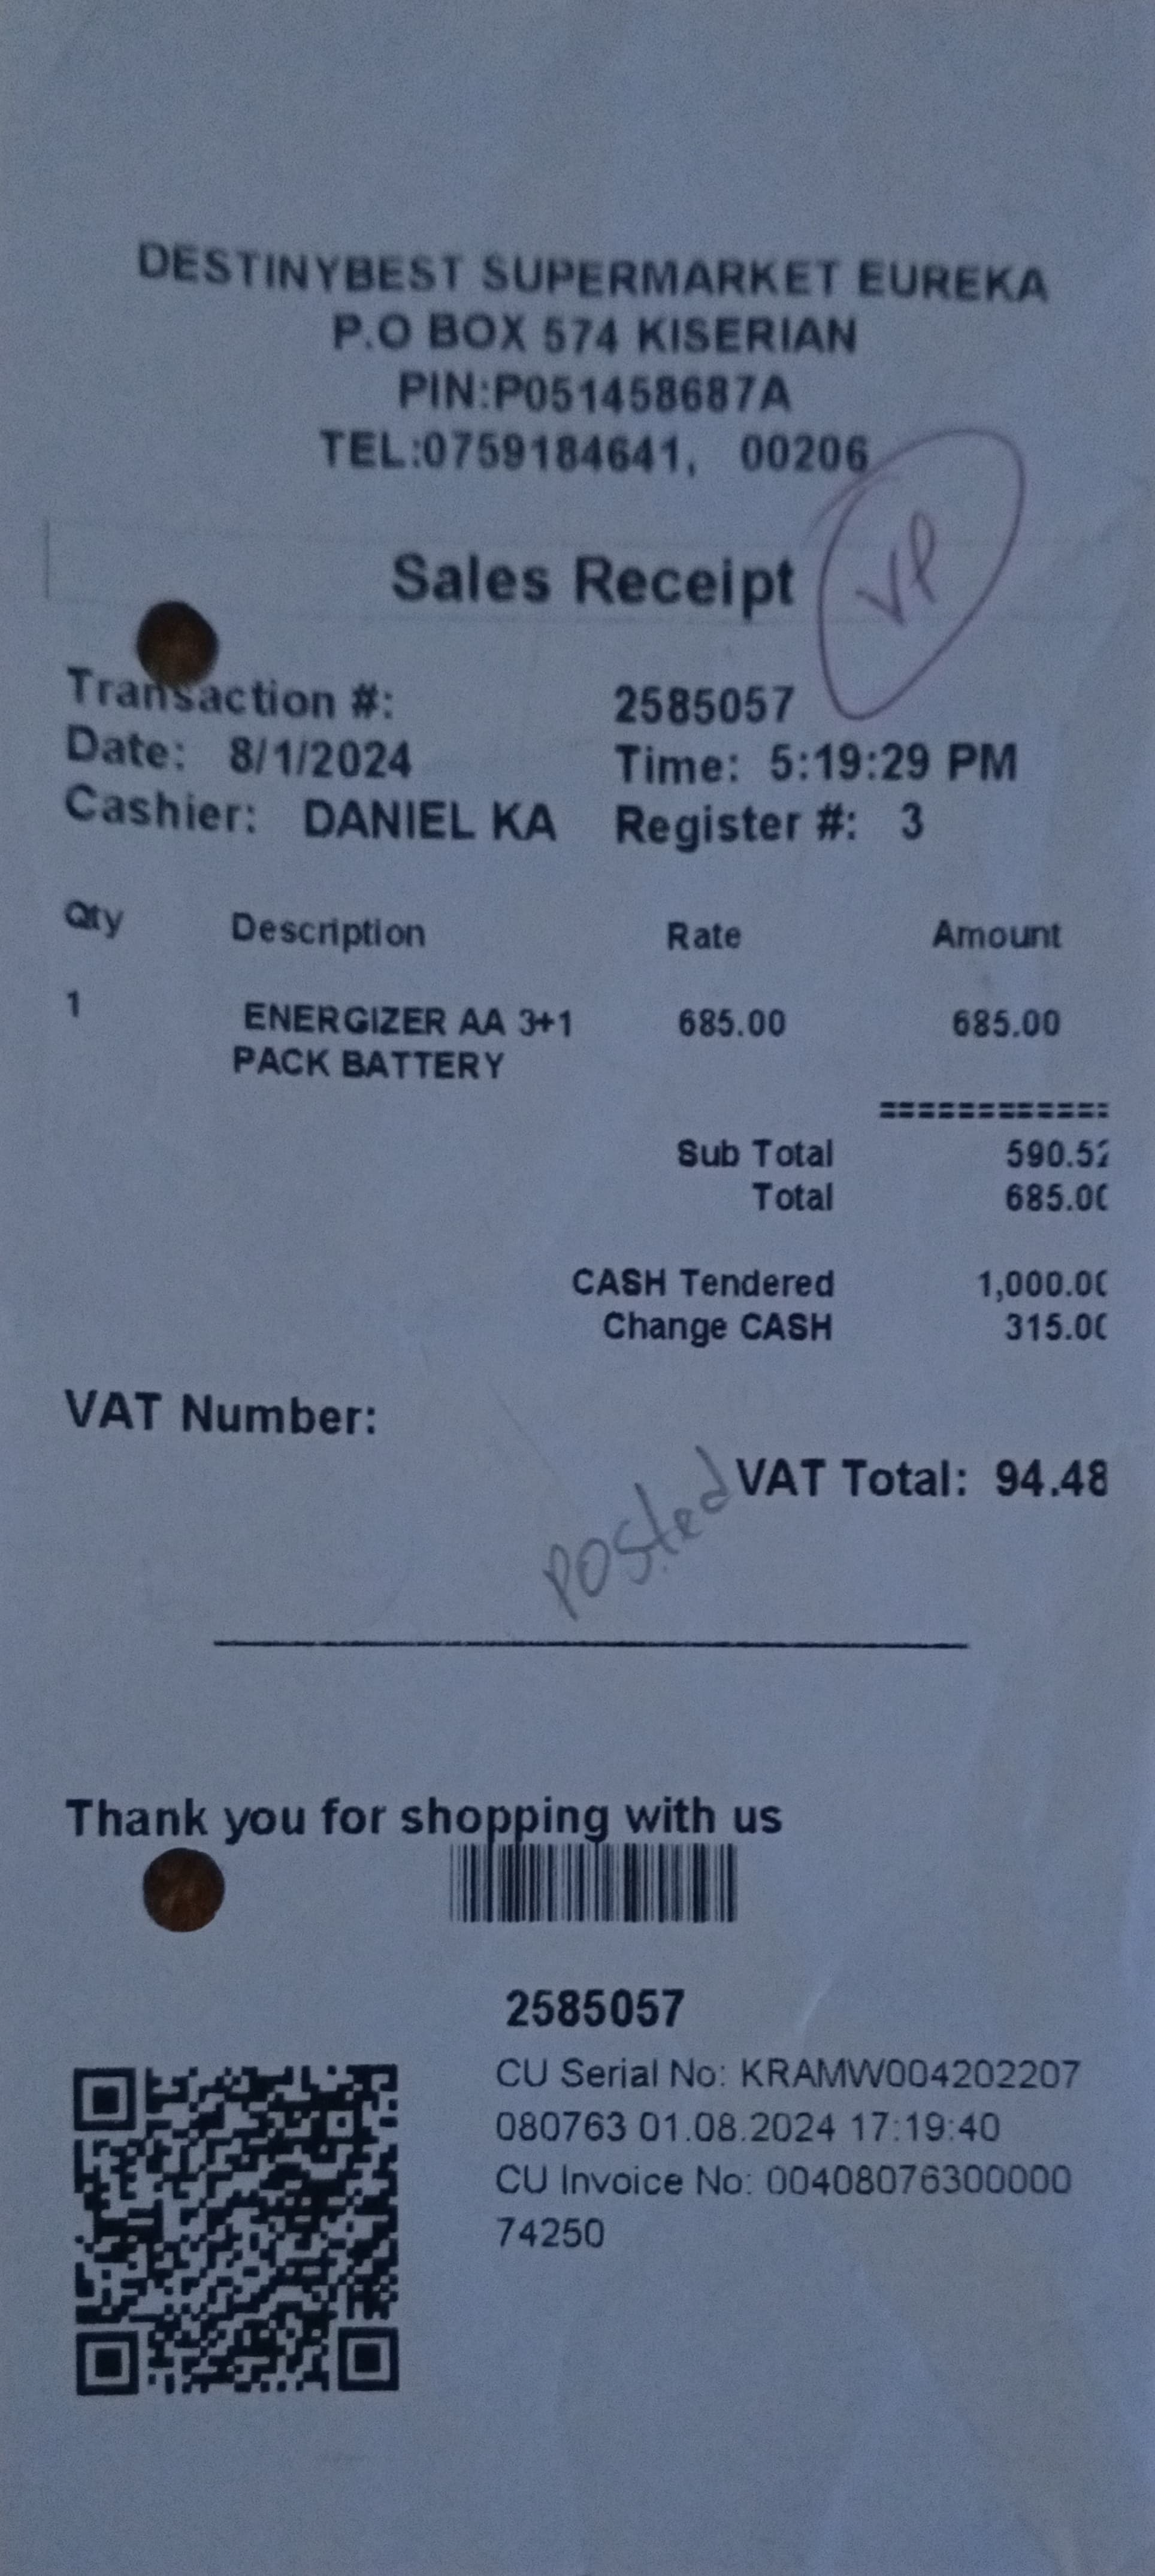 DESTINYBEST SUPERMARKET EUREKA
P.O BOX 574 KISERIAN
PIN:P051458687A
TEL:0759184641, 00206
VP
Sales Receipt
Transaction #: 2585057
Date: 8/1/2024 Time: 5:19:29 PM
Cashier: DANIEL KA Register #: 3
Qty Description Rate Amount
1 ENERGIZER AA 3+1 685.00 685.00
PACK BATTERY
============
Sub Total 590.52
Total 685.00
CASH Tendered 1,000.00
Change CASH 315.00
VAT Number:
VAT Total: 94.48
posted
Thank you for shopping with us
2585057
CU Serial No: KRAMW004202207
080763 01.08.2024 17:19:40
CU Invoice No: 00408076300000
74250